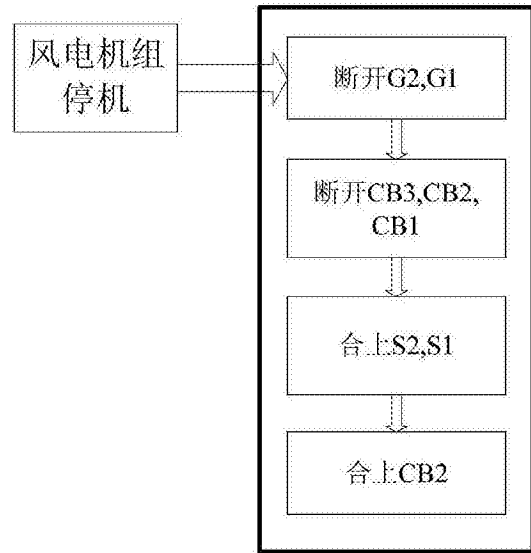 风电机组
停机
断开G2,G1
断开CB3,CB2,
CB1
合上S2,S1
合上CB2